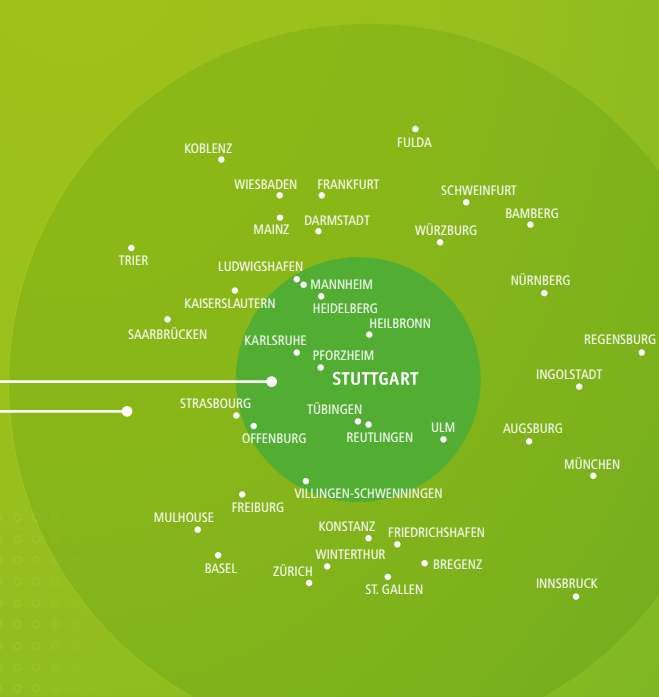 FULDA
KOBLENZ
WIESBADEN
FRANKFURT
SCHWEINFURT
BAMBERG
MAINZ
DARMSTADT
WÜRZBURG
TRIER
LUDWIGSHAFEN
MANNHEIM
NÜRNBERG
KAISERSLAUTERN
HEIDELBERG
HEILBRONN
SAARBRÜCKEN
KARLSRUHE
REGENSBURG
PFORZHEIM
STUTTGART
INGOLSTADT
STRASBOURG
TÜBINGEN
ULM
AUGSBURG
OFFENBURG
REUTLINGEN
MÜNCHEN
VILLINGEN-SCHWENNINGEN
FREIBURG
MULHOUSE
KONSTANZ
FRIEDRICHSHAFEN
WINTERTHUR
BREGENZ
BASEL
ZÜRICH
ST. GALLEN
INNSBRUCK